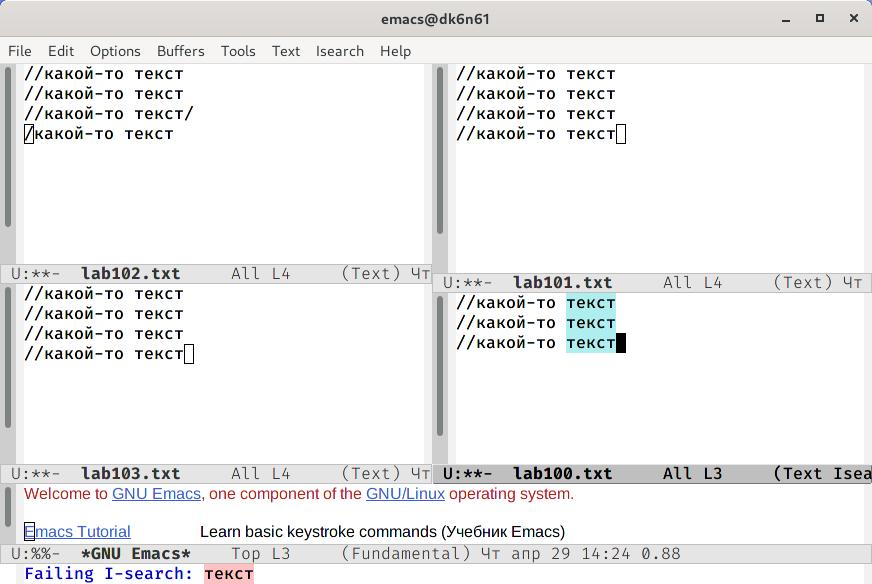 emacs@dk6n61
File Edit Options Buffers Tools Text Isearch Help
//какой-то текст
//какой-то текст
//какой-то текст/
/какой-то текст
U:**- lab102.txt All L4 (Text) Чт
//какой-то текст
//какой-то текст
//какой-то текст
//какой-то текст
U:**- lab101.txt All L4 (Text) Чт
//какой-то текст
//какой-то текст
//какой-то текст
//какой-то текст
U:**- lab103.txt All L4 (Text) Чт
//какой-то текст
//какой-то текст
//какой-то текст
U:**- lab100.txt All L3 (Text Isea
Welcome to GNU Emacs, one component of the GNU/Linux operating system.
Emacs Tutorial Learn basic keystroke commands (Учебник Emacs)
U:%%- *GNU Emacs* Top L3 (Fundamental) Чт апр 29 14:24 0.88
Failing I-search: текст